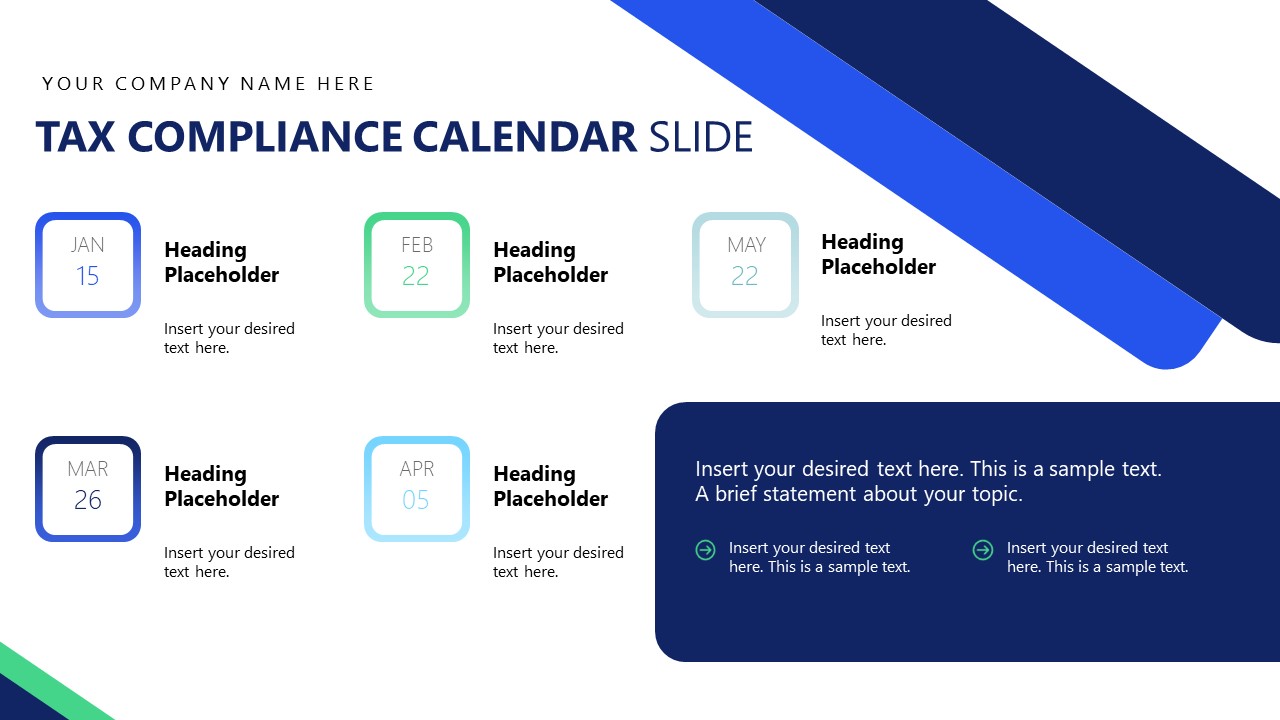 YOUR COMPANY NAME HERE
TAX COMPLIANCE CALENDAR SLIDE
JAN
15
Heading
Placeholder
Insert your desired
text here.
FEB
22
Heading
Placeholder
Insert your desired
text here.
MAY
22
Heading
Placeholder
Insert your desired
text here.
MAR
26
Heading
Placeholder
Insert your desired
text here.
APR
05
Heading
Placeholder
Insert your desired
text here.
Insert your desired text here. This is a sample text.
A brief statement about your topic.
Insert your desired text
here. This is a sample text.
Insert your desired text
here. This is a sample text.